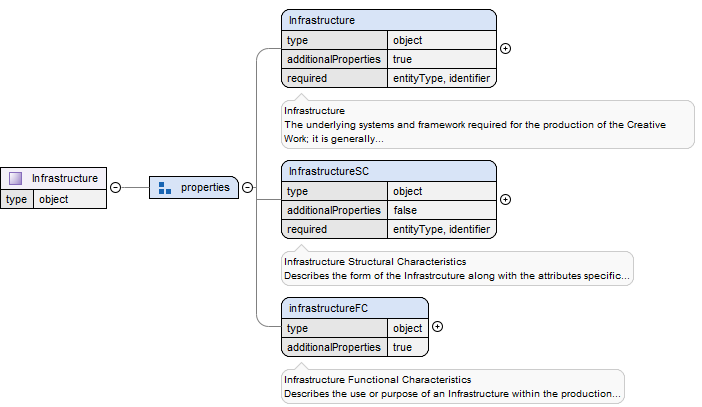 Infrastructure
type object
additionalProperties true
required entityType, identifier
Infrastructure
The underlying systems and framework required for the production of the Creative
Work; it is generally...
Infrastructure
type object
properties
InfrastructureSC
type object
additionalProperties false
required entityType, identifier
Infrastructure Structural Characteristics
Describes the form of the Infrastrcuture along with the attributes specific...
infrastructureFC
type object
additionalProperties true
Infrastructure Functional Characteristics
Describes the use or purpose of an Infrastructure within the production...